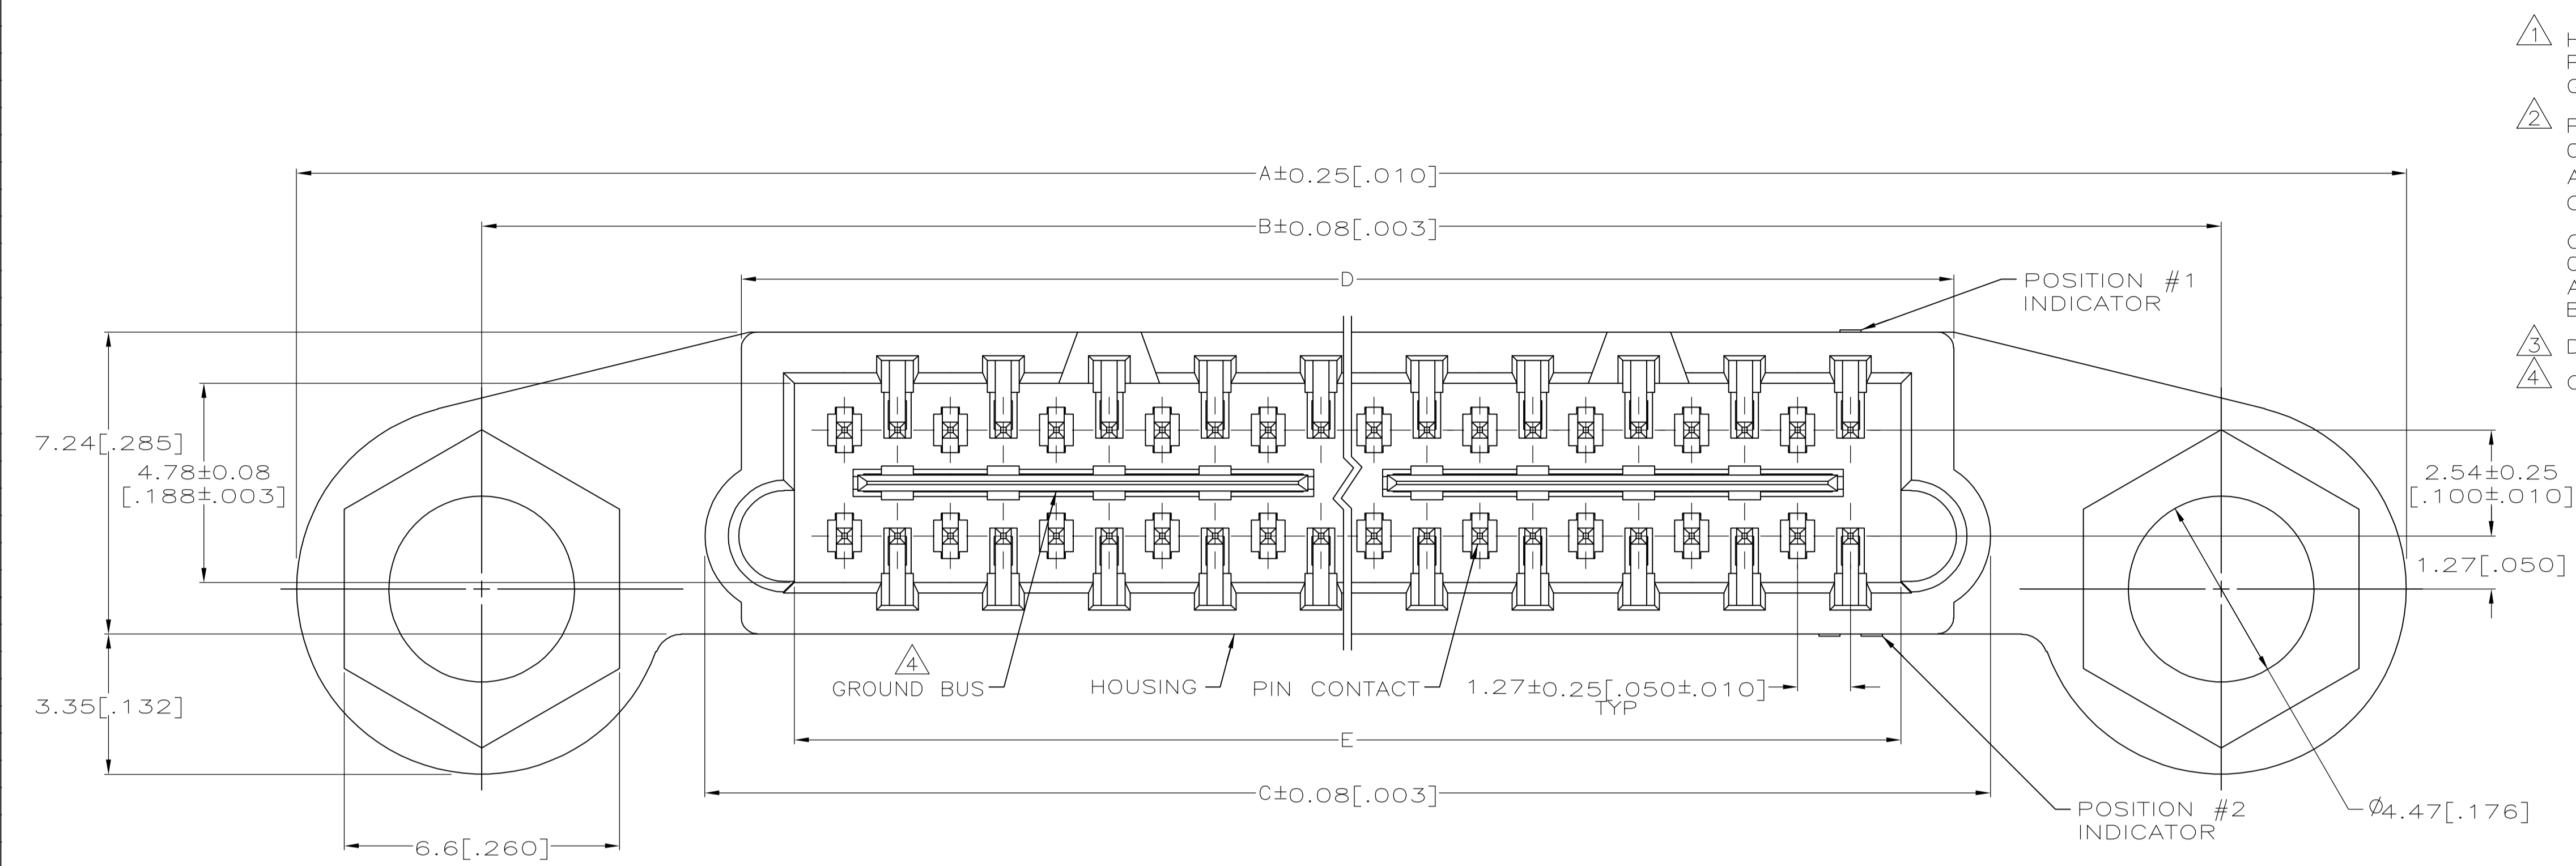 A±0.25[.010]
B±0.08[.003]
D
POSITION #1
INDICATOR
7.24[.285]
4.78±0.08
[.188±.003]
2.54±0.25
[.100±.010]
1.27[.050]
4
GROUND BUS
HOUSING
PIN CONTACT
1.27±0.25[.050±.010]
TYP
3.35[.132]
E
C±0.08[.003]
POSITION #2
INDICATOR
Ø4.47[.176]
6.6[.260]
1
2
3
4